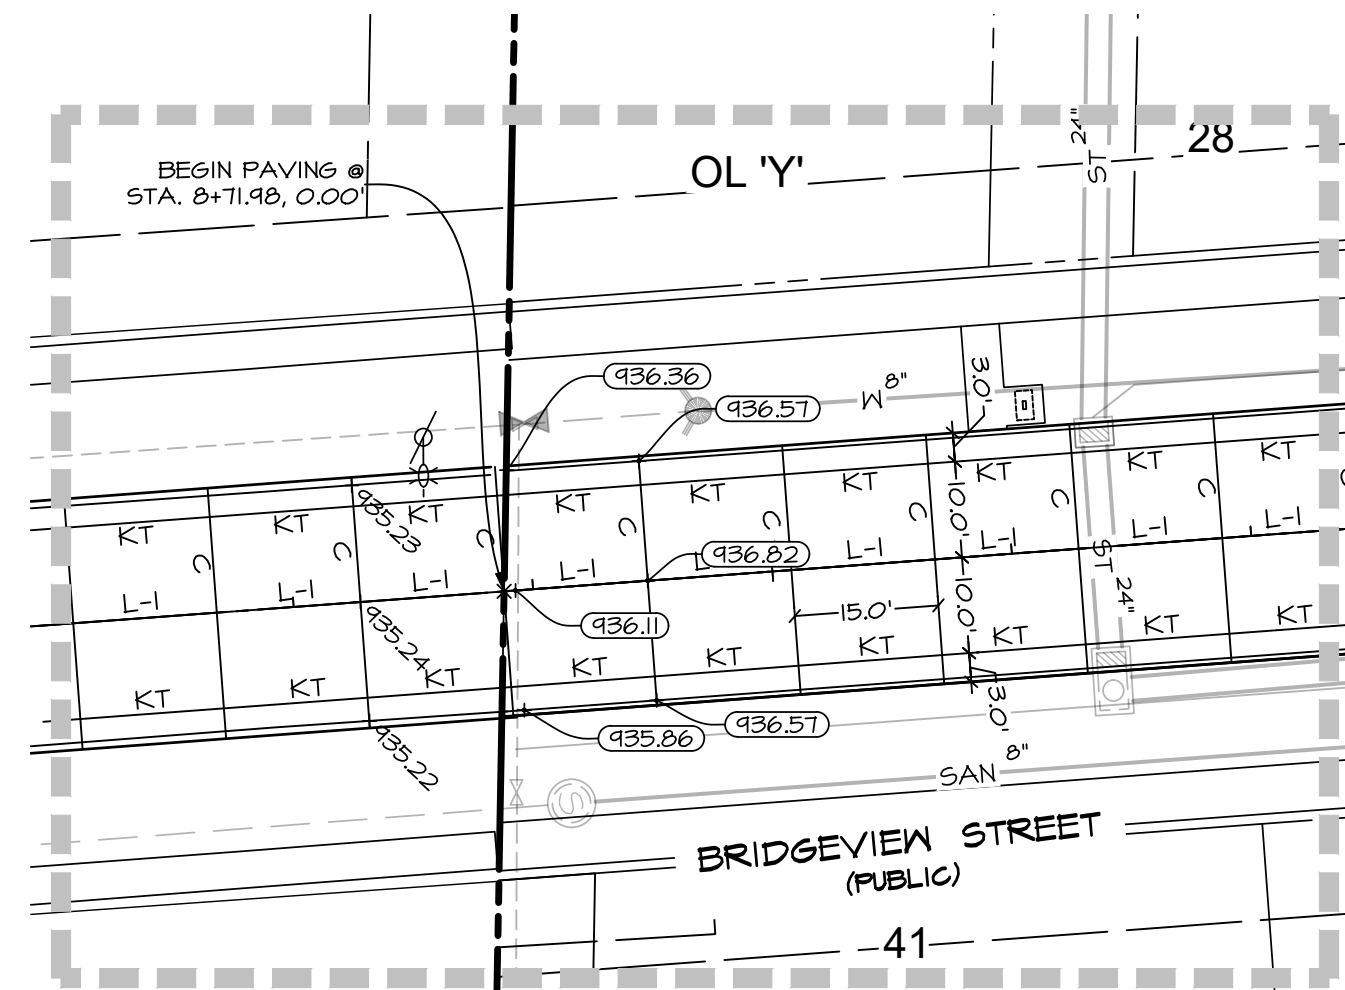 24"
ST
28
BEGIN PAVING @
STA. 8+71.98, 0.00'
OL 'Y'
936.36
936.57
W
8"
3.0'
KT
KT
KT
KT
KT
KT
KT
KT
KT
935.23
C
C
C
C
C
C
C
C
10.0'
L-1
L-1
L-1
L-1
936.82
L-1
L-1
L-1
L-1
ST
24"
935.24
936.11
15.0'
10.0'
KT
KT
KT
KT
KT
KT
KT
KT
KT
935.22
935.86
936.57
3.0'
S
SAN
8"
BRIDGEVIEW STREET
(PUBLIC)
41